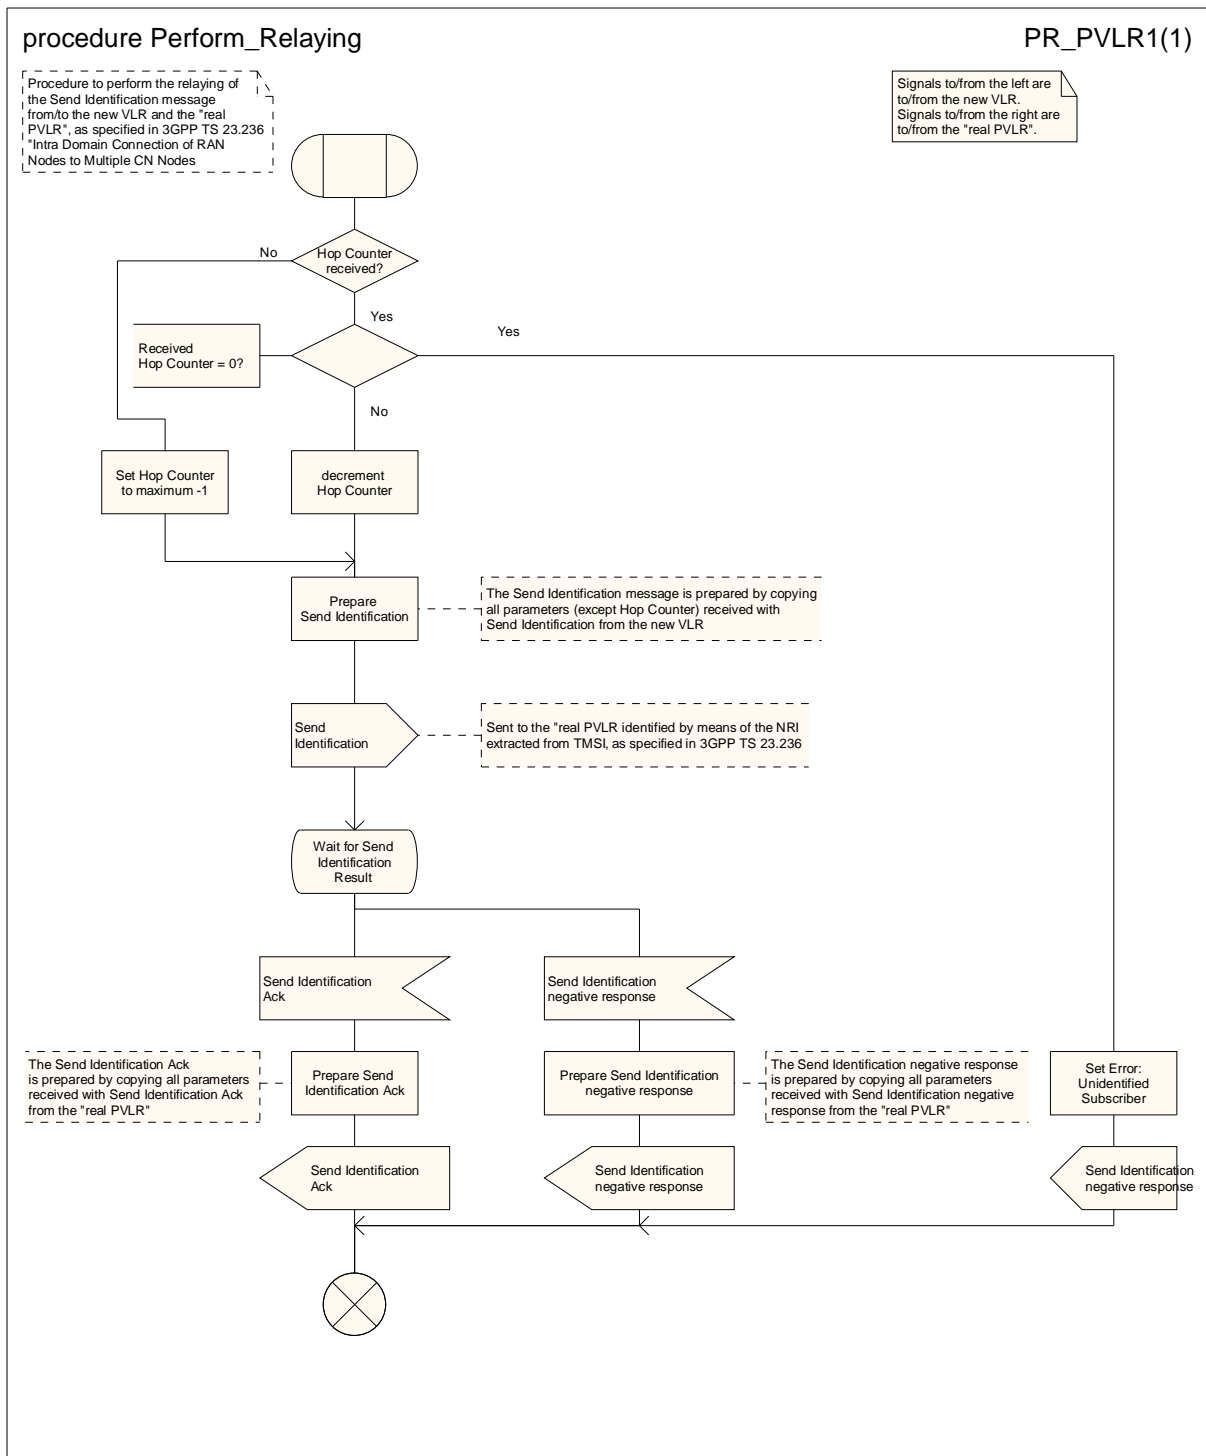 procedure Perform_Relaying
PR_PVLR1(1)
Procedure to perform the relaying of
the Send Identification message
from/to the new VLR and the "real
PVLR", as specified in 3GPP TS 23.236
"Intra Domain Connection of RAN
Nodes to Multiple CN Nodes
Signals to/from the left are
to/from the new VLR.
Signals to/from the right are
to/from the "real PVLR".
No
Hop Counter
received?
Yes
Yes
Received
Hop Counter = 0?
No
Set Hop Counter
to maximum -1
decrement
Hop Counter
Prepare
Send Identification
The Send Identification message is prepared by copying
all parameters (except Hop Counter) received with
Send Identification from the new VLR
Send
Identification
Sent to the "real PVLR identified by means of the NRI
extracted from TMSI, as specified in 3GPP TS 23.236
Wait for Send
Identification
Result
Send Identification
Ack
Send Identification
negative response
The Send Identification Ack
is prepared by copying all parameters
received with Send Identification Ack
from the "real PVLR"
Prepare Send
Identification Ack
Prepare Send Identification
negative response
The Send Identification negative response
is prepared by copying all parameters
received with Send Identification negative
response from the "real PVLR"
Set Error:
Unidentified
Subscriber
Send Identification
Ack
Send Identification
negative response
Send Identification
negative response